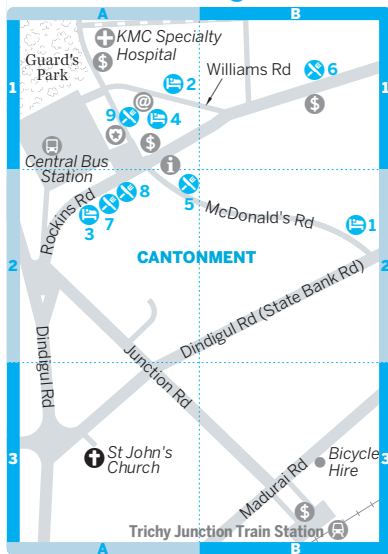 A
B
KMC Specialty
Hospital
Guard's
Park
$
Williams Rd
6
1
1
2
@
9
4
$
$
i
Central Bus
Station
Rockins Rd
8
7
3
5
McDonald's Rd
1
CANTONMENT
2
2
Dindigul Rd (State Bank Rd)
Dindigul Rd
Junction Rd
St John's
Church
3
3
Madurai Rd
Bicycle
Hire
$
Trichy Junction Train Station
A
B